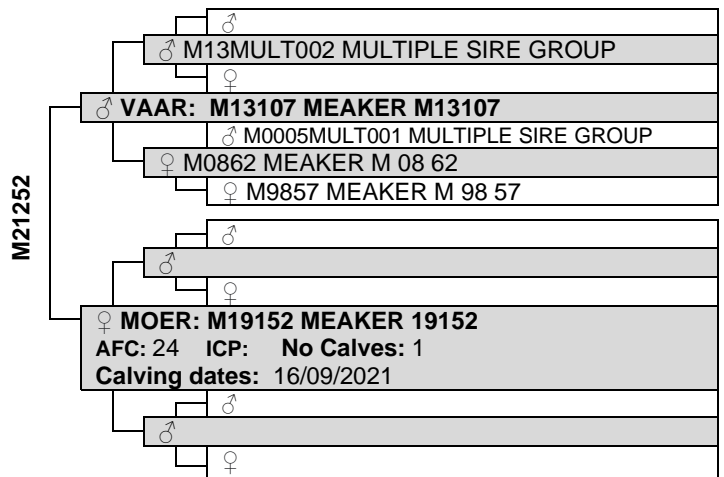 ♂
♂ M13MULT002 MULTIPLE SIRE GROUP
♀
♂ VAAR: M13107 MEAKER M13107
♂ M0005MULT001 MULTIPLE SIRE GROUP
♀ M0862 MEAKER M 08 62
♀ M9857 MEAKER M 98 57
M21252
♂
♂
♀
♀ MOER: M19152 MEAKER 19152
AFC: 24 ICP: No Calves: 1
Calving dates: 16/09/2021
♂
♂
♀